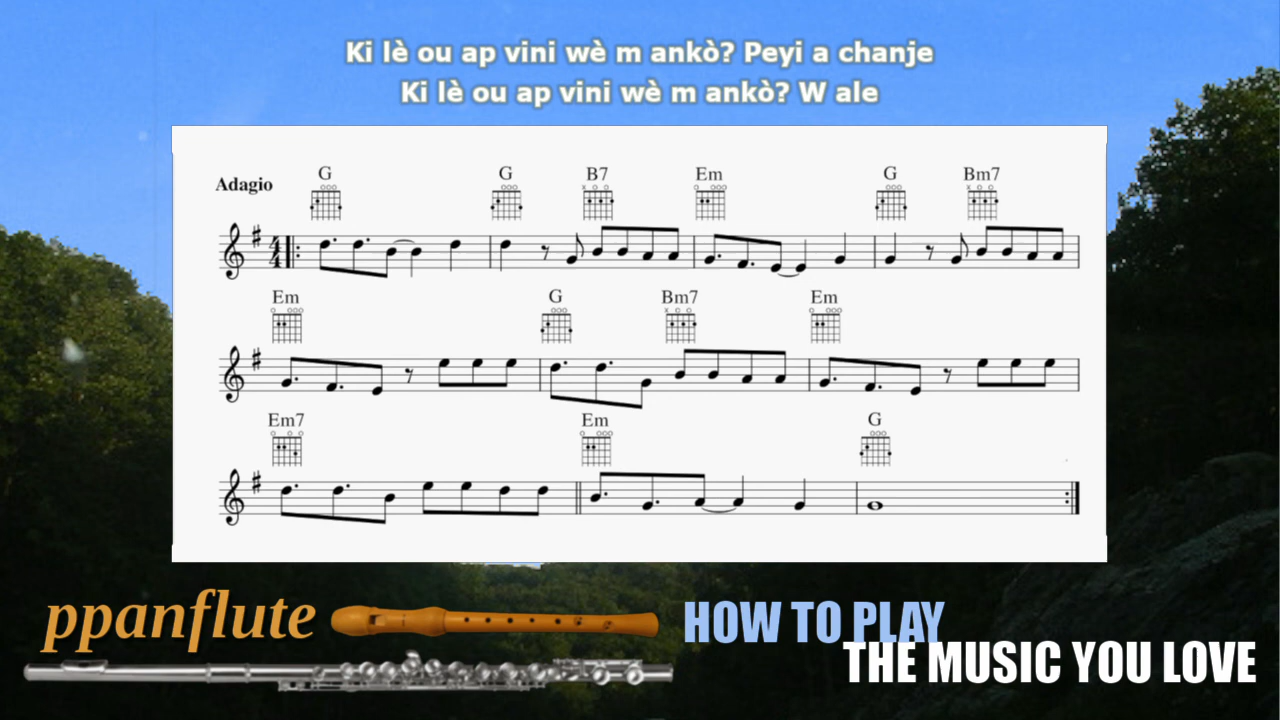 Ki lè ou ap vini wè m ankò? Peyi a chanje
Ki lè ou ap vini wè m ankò? W ale
Adagio
G G B7 Em G Bm7
Em G Bm7 Em
Em7 Em G
ppanflute
HOW TO PLAY
THE MUSIC YOU LOVE